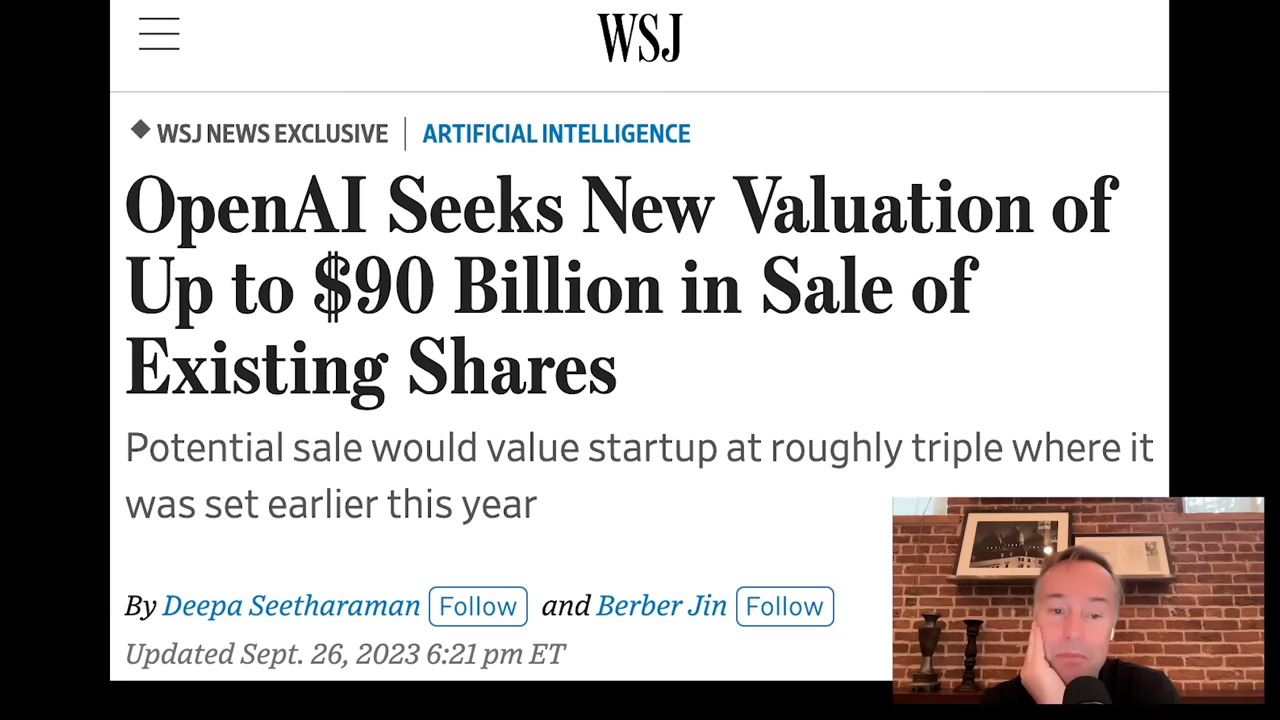 WSJ
WSJ NEWS EXCLUSIVE | ARTIFICIAL INTELLIGENCE
OpenAI Seeks New Valuation of
Up to $90 Billion in Sale of
Existing Shares
Potential sale would value startup at roughly triple where it
was set earlier this year
By Deepa Seetharaman Follow and Berber Jin Follow
Updated Sept. 26, 2023 6:21 pm ET